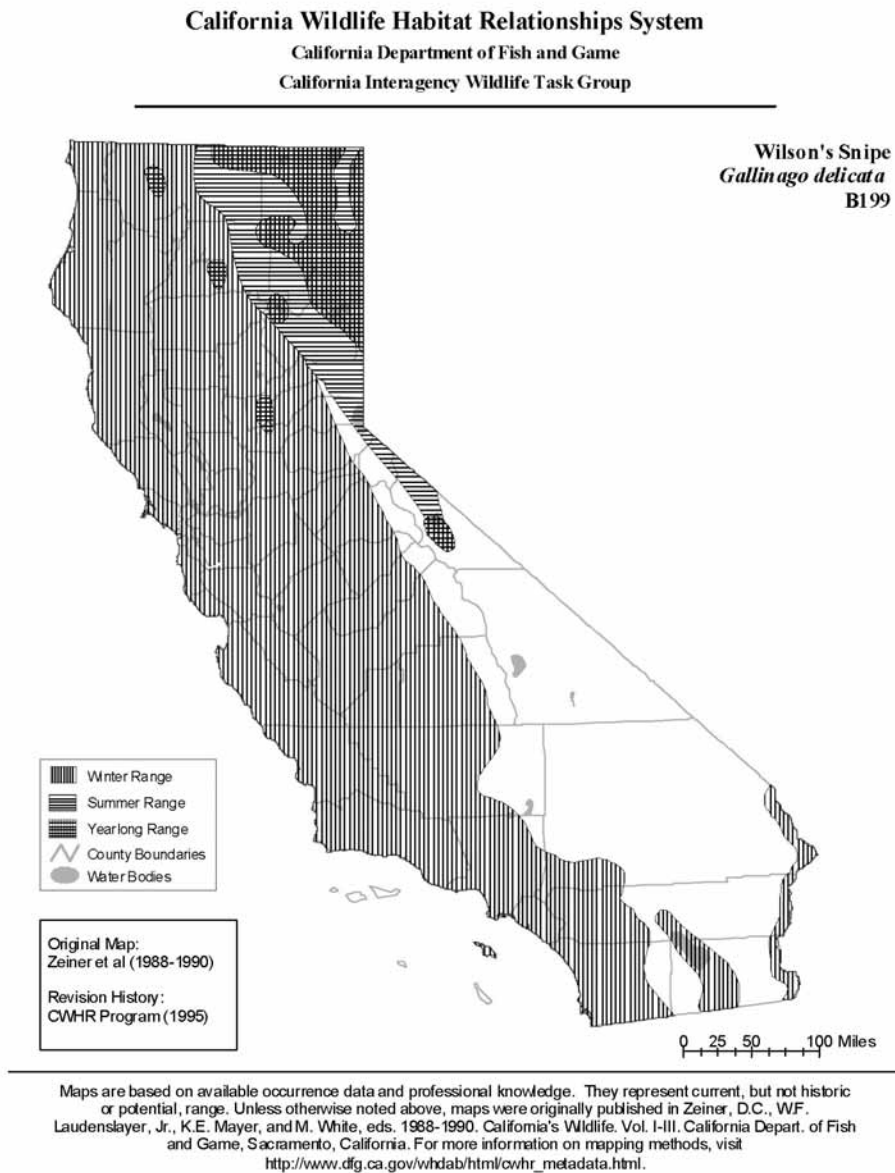 California Wildlife Habitat Relationships System
California Department of Fish and Game
California Interagency Wildlife Task Group
Wilson's Snipe
Gallinago delicata
B199
Winter Range
Summer Range
Yearlong Range
County Boundaries
Water Bodies
Original Map:
Zeiner et al (1988-1990)
Revision History:
CWHR Program (1995)
0 25 50 100 Miles
Maps are based on available occurrence data and professional knowledge. They represent current, but not historic
or potential, range. Unless otherwise noted above, maps were originally published in Zeiner, D.C., W.F.
Laudenslayer, Jr., K.E. Mayer, and M. White, eds. 1988-1990. California's Wildlife. Vol. I-III. California Depart. of Fish
and Game, Sacramento, California. For more information on mapping methods, visit
http://www.dfg.ca.gov/whdab/html/cwhr_metadata.html.